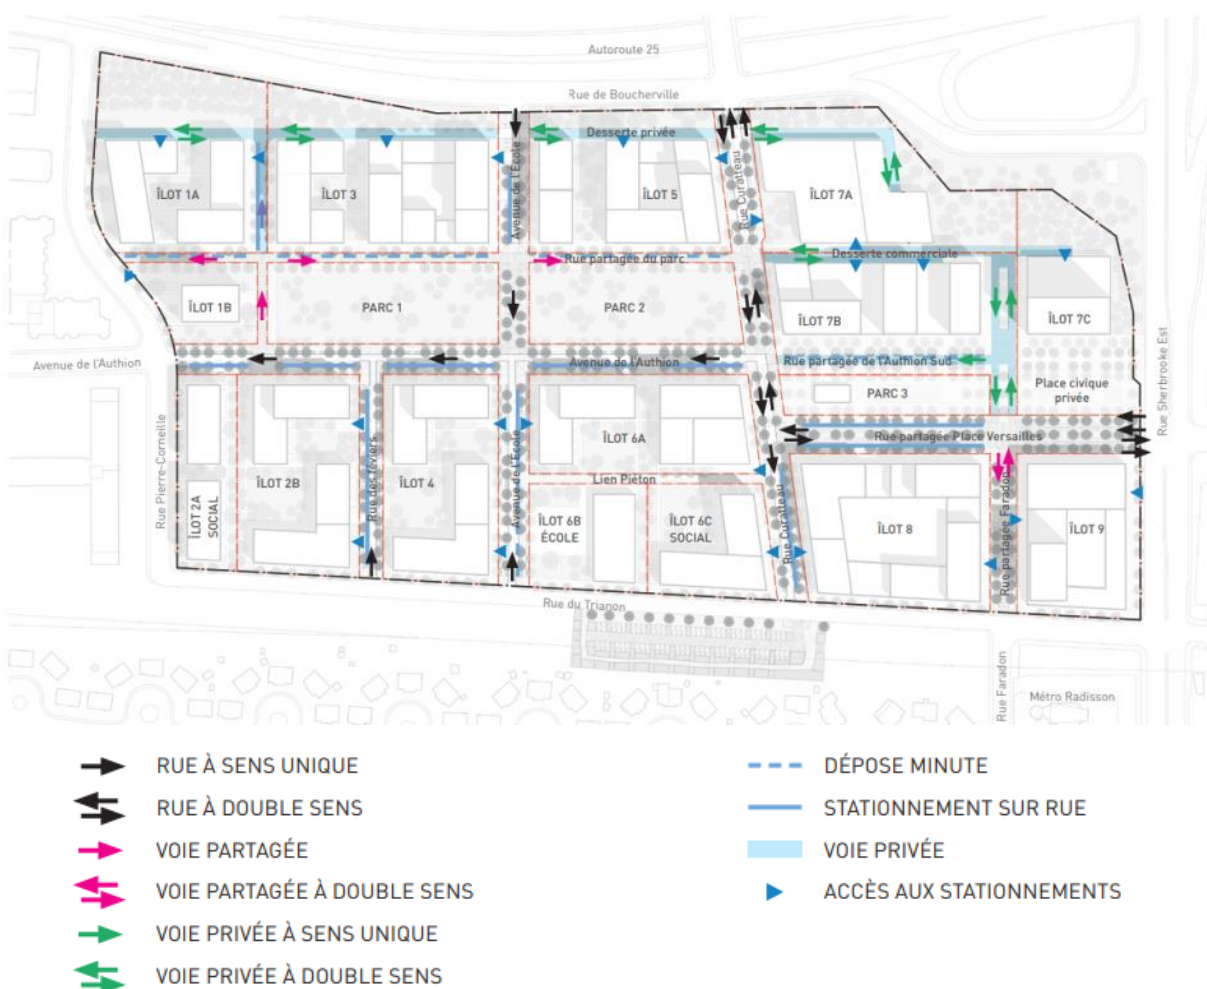 Autoroute 25
Rue de Boucherville
Desserte privée
ÎLOT 1A
ÎLOT 3
Avenue de l'École
ÎLOT 5
Rue Curatteau
ÎLOT 7A
Rue partagée du parc
Desserte commerciale
ÎLOT 1B
PARC 1
PARC 2
ÎLOT 7B
ÎLOT 7C
Avenue de l'Authion
Avenue de l'Authion
Rue partagée de l'Authion Sud
PARC 3
Place civique
privée
Rue Sherbrooke Est
Rue Pierre-Corneille
ÎLOT 6A
Rue partagée Place Versailles
ÎLOT 2A
SOCIAL
ÎLOT 2B
Rue des Riviers
ÎLOT 4
Avenue de l'École
Lien Piéton
ÎLOT 6B
ÉCOLE
ÎLOT 6C
SOCIAL
Rue Curatteau
ÎLOT 8
Rue partagée Faradon
ÎLOT 9
Rue du Trianon
Rue Faradon
Métro Radisson
RUE À SENS UNIQUE
RUE À DOUBLE SENS
VOIE PARTAGÉE
VOIE PARTAGÉE À DOUBLE SENS
VOIE PRIVÉE À SENS UNIQUE
VOIE PRIVÉE À DOUBLE SENS
DÉPOSE MINUTE
STATIONNEMENT SUR RUE
VOIE PRIVÉE
ACCÈS AUX STATIONNEMENTS